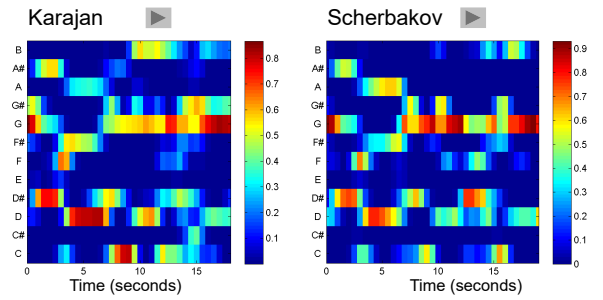 Karajan
B
A#
A
G#
G
F#
F
E
D#
D
C#
C
0 5 10 15
Time (seconds)
0.8
0.7
0.6
0.5
0.4
0.3
0.2
0.1
Scherbakov
B
A#
A
G#
G
F#
F
E
D#
D
C#
C
0 5 10 15
Time (seconds)
0.9
0.8
0.7
0.6
0.5
0.4
0.3
0.2
0.1
0